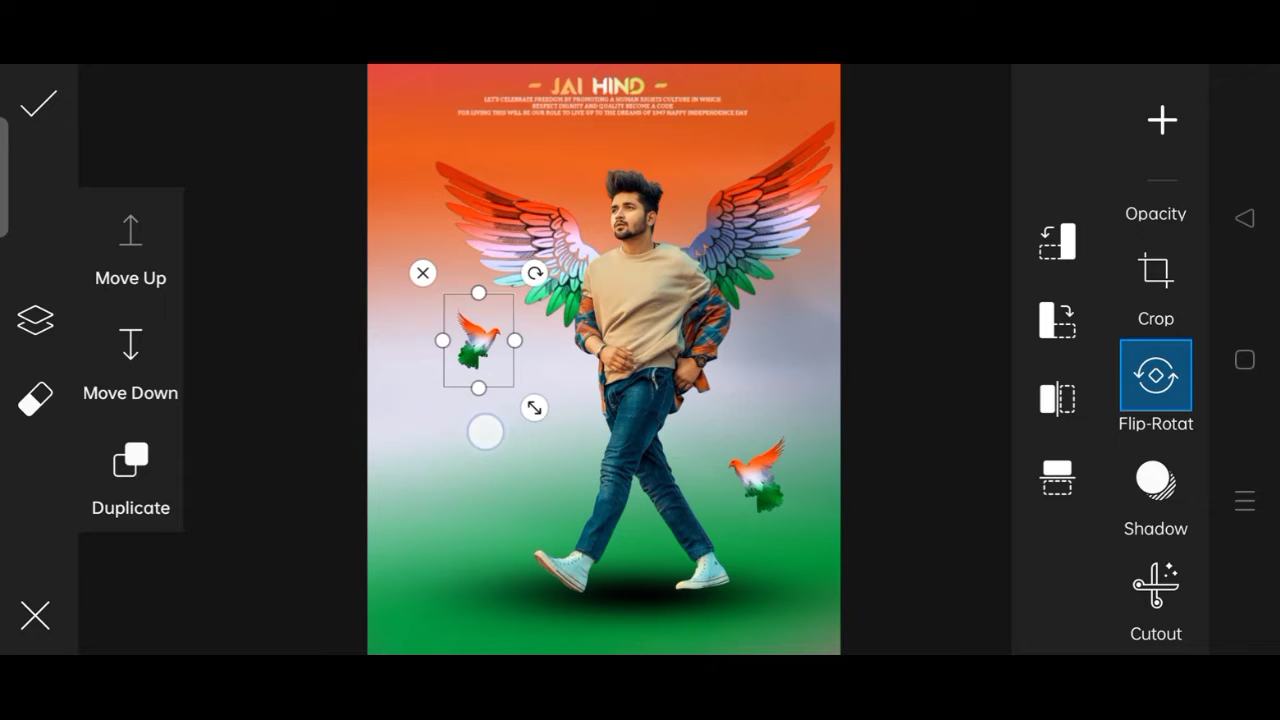 - JAI HIND -
LET'S CELEBRATE FREEDOM BY PROMOTING A HUMAN RIGHTS CULTURE IN WHICH
RESPECT DIGNITY AND QUALITY BECOME A CODE
FOR LIVING THIS WILL BE OUR ROLE TO LIVE UP TO THE DREAMS OF 1947 HAPPY INDEPENDENCE DAY
Move Up
Move Down
Duplicate
Opacity
Crop
Flip-Rotat
Shadow
Cutout